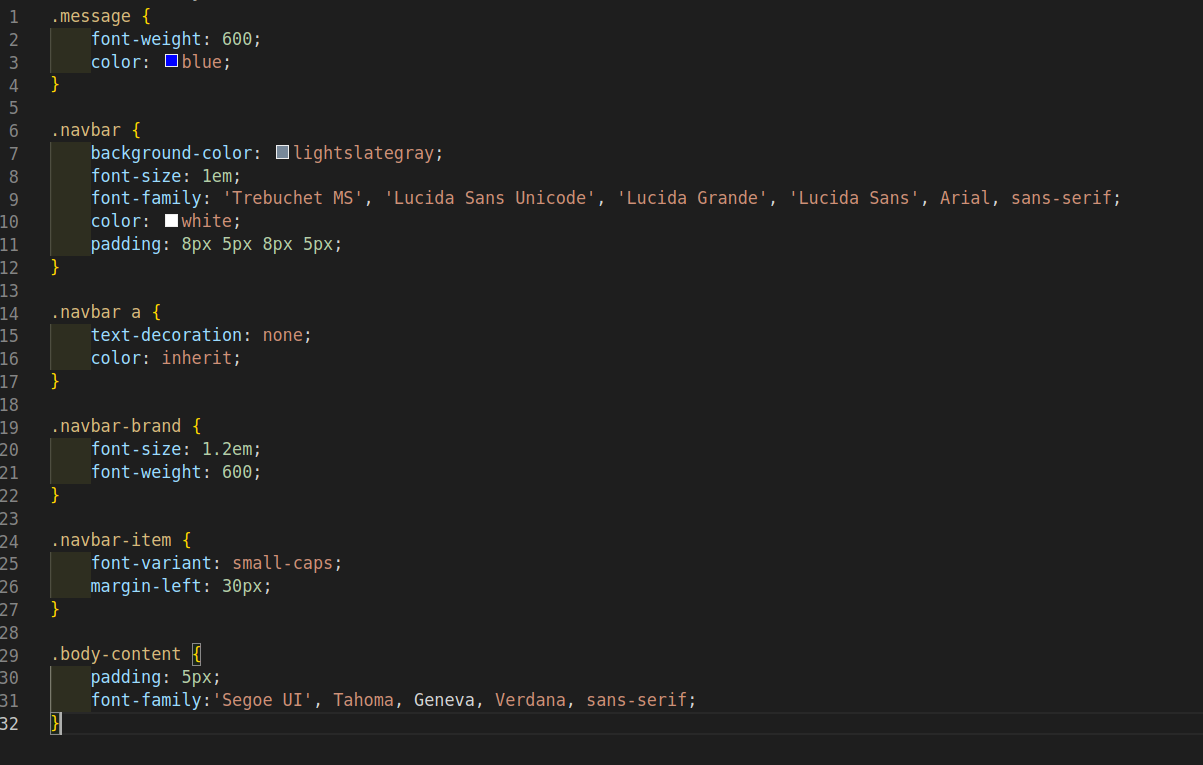 1 .message {
2     font-weight: 600;
3     color: blue;
4 }
5
6 .navbar {
7     background-color: lightslategray;
8     font-size: 1em;
9     font-family: 'Trebuchet MS', 'Lucida Sans Unicode', 'Lucida Grande', 'Lucida Sans', Arial, sans-serif;
10     color: white;
11     padding: 8px 5px 8px 5px;
12 }
13
14 .navbar a {
15     text-decoration: none;
16     color: inherit;
17 }
18
19 .navbar-brand {
20     font-size: 1.2em;
21     font-weight: 600;
22 }
23
24 .navbar-item {
25     font-variant: small-caps;
26     margin-left: 30px;
27 }
28
29 .body-content {
30     padding: 5px;
31     font-family:'Segoe UI', Tahoma, Geneva, Verdana, sans-serif;
32 }